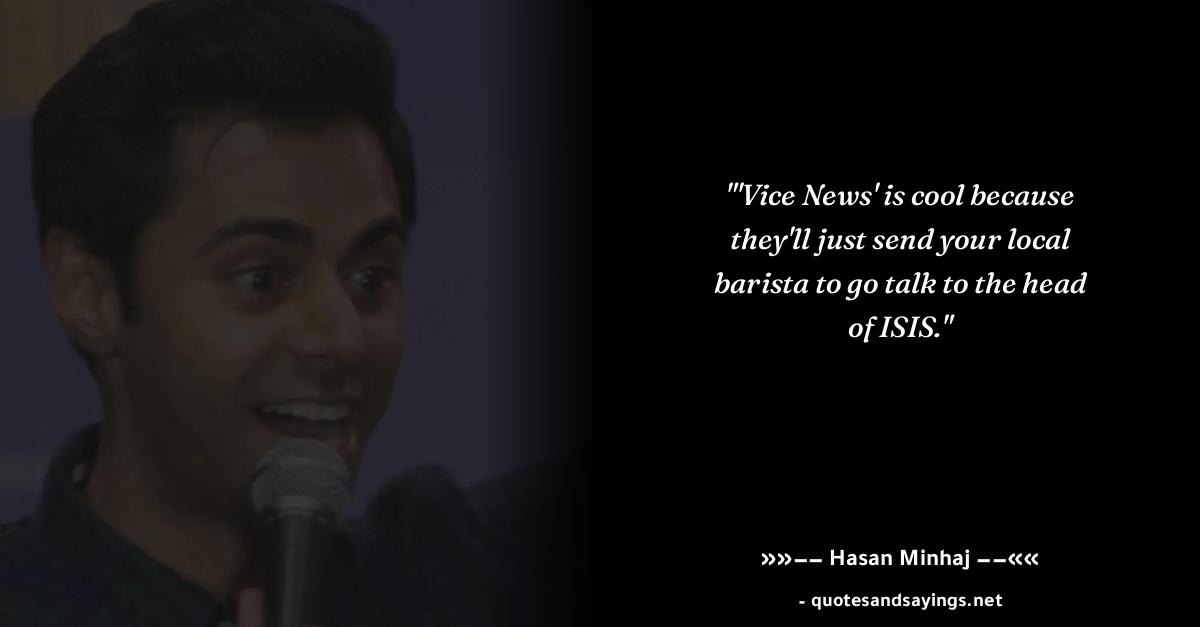 "'Vice News' is cool because
they'll just send your local
barista to go talk to the head
of ISIS."
»»–– Hasan Minhaj ––««
- quotesandsayings.net